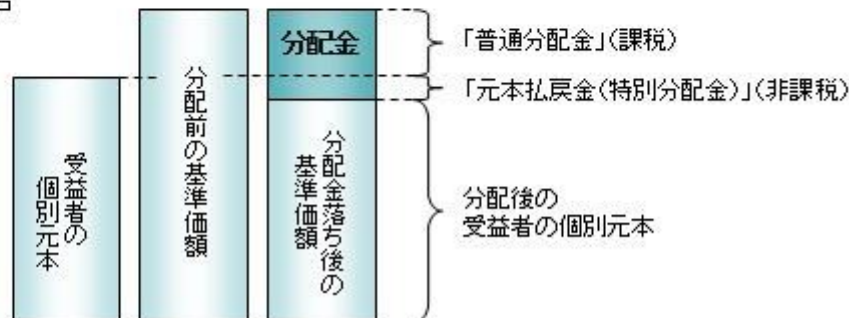 分配金
「普通分配金」(課税)
「元本払戻金(特別分配金)」(非課税)
受益者の
個別元本
分配前の基準価額
分配金落ち後の
基準価額
分配後の
受益者の個別元本